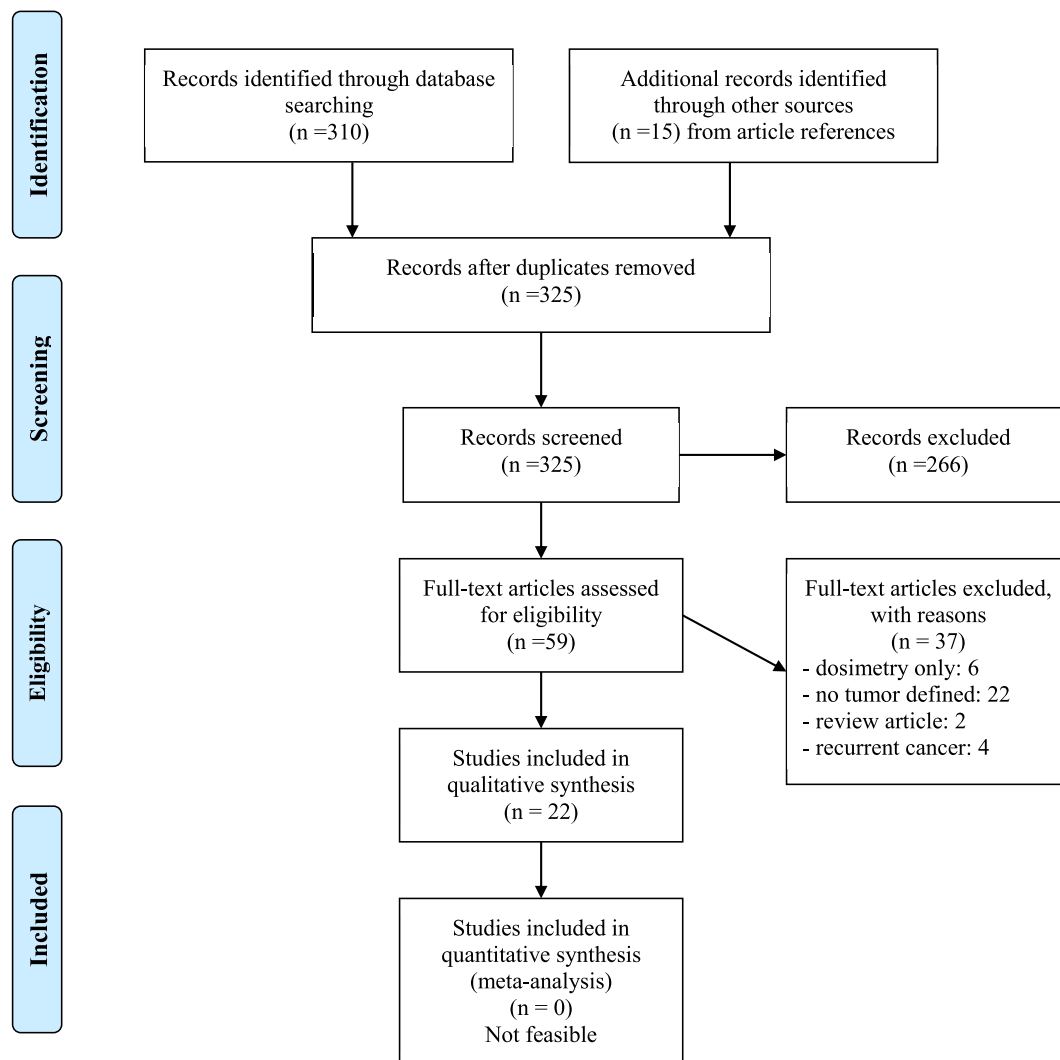 Identification
Records identified through database
searching
(n =310)
Additional records identified
through other sources
(n =15) from article references
Records after duplicates removed
(n =325)
Screening
Records screened
(n =325)
Records excluded
(n =266)
Eligibility
Full-text articles assessed
for eligibility
(n =59)
Full-text articles excluded,
with reasons
(n = 37)
- dosimetry only: 6
- no tumor defined: 22
- review article: 2
- recurrent cancer: 4
Studies included in
qualitative synthesis
(n = 22)
Included
Studies included in
quantitative synthesis
(meta-analysis)
(n = 0)
Not feasible